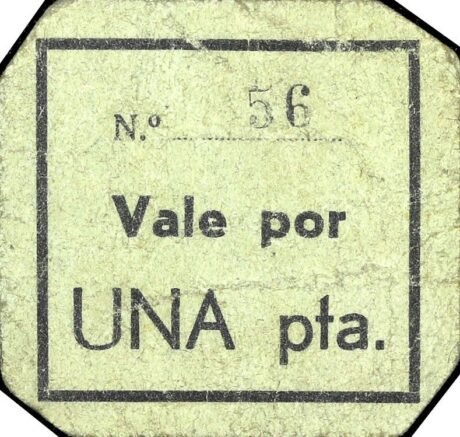 N.º 56
Vale por
UNA pta.